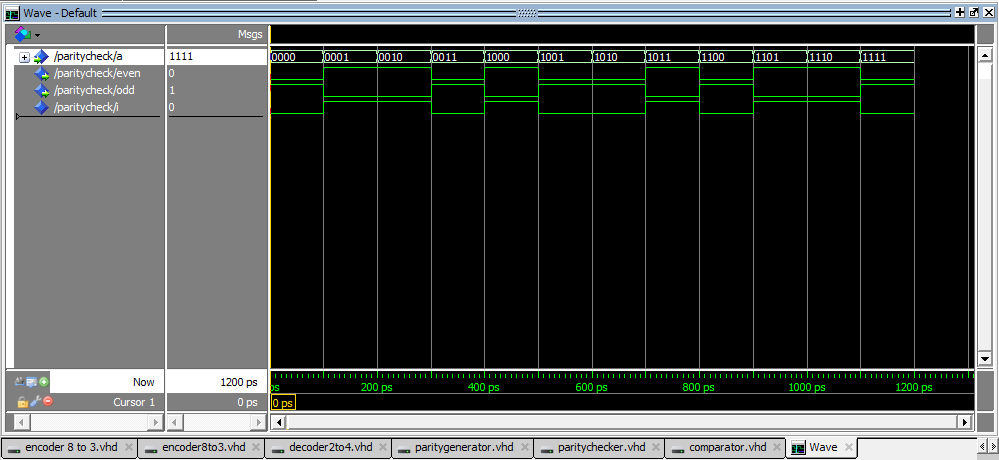 Wave - Default
Msgs
/paritycheck/a 1111 0000 0001 0010 0011 1000 1001 1010 1011 1100 1101 1110 1111
/paritycheck/even 0
/paritycheck/odd 1
/paritycheck/i 0
Now 1200 ps ps 200 ps 400 ps 600 ps 800 ps 1000 ps 1200 ps
Cursor 1 0 ps 0 ps
encoder 8 to 3.vhd encoder8to3.vhd decoder2to4.vhd paritygenerator.vhd paritychecker.vhd comparator.vhd Wave